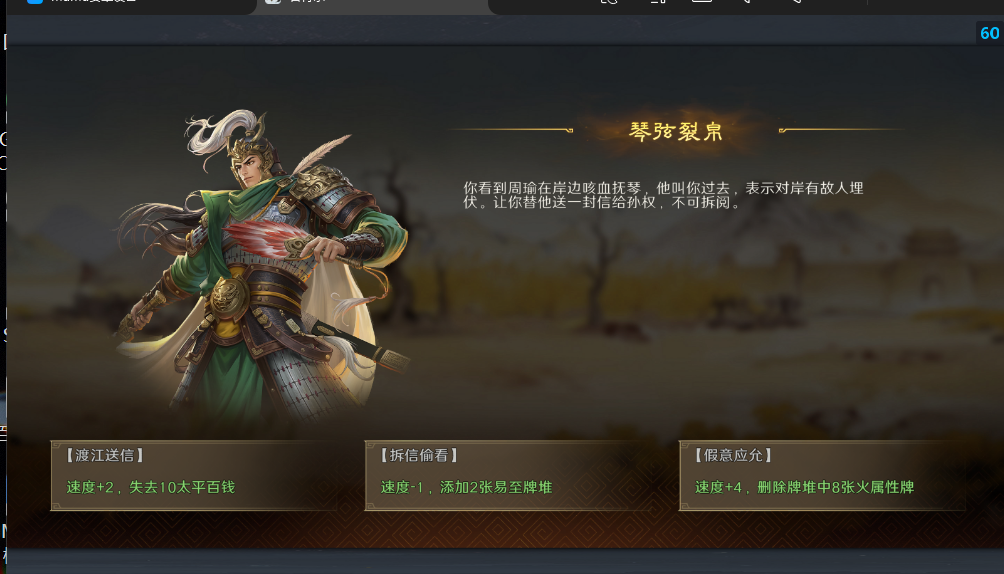 60
琴弦裂帛
你看到周瑜在岸边咳血抚琴，他叫你过去，表示对岸有故人埋
伏。让你替他送一封信给孙权，不可拆阅。
【渡江送信】
速度+2，失去10太平百钱
【拆信偷看】
速度-1，添加2张易至牌堆
【假意应允】
速度+4，删除牌堆中8张火属性牌